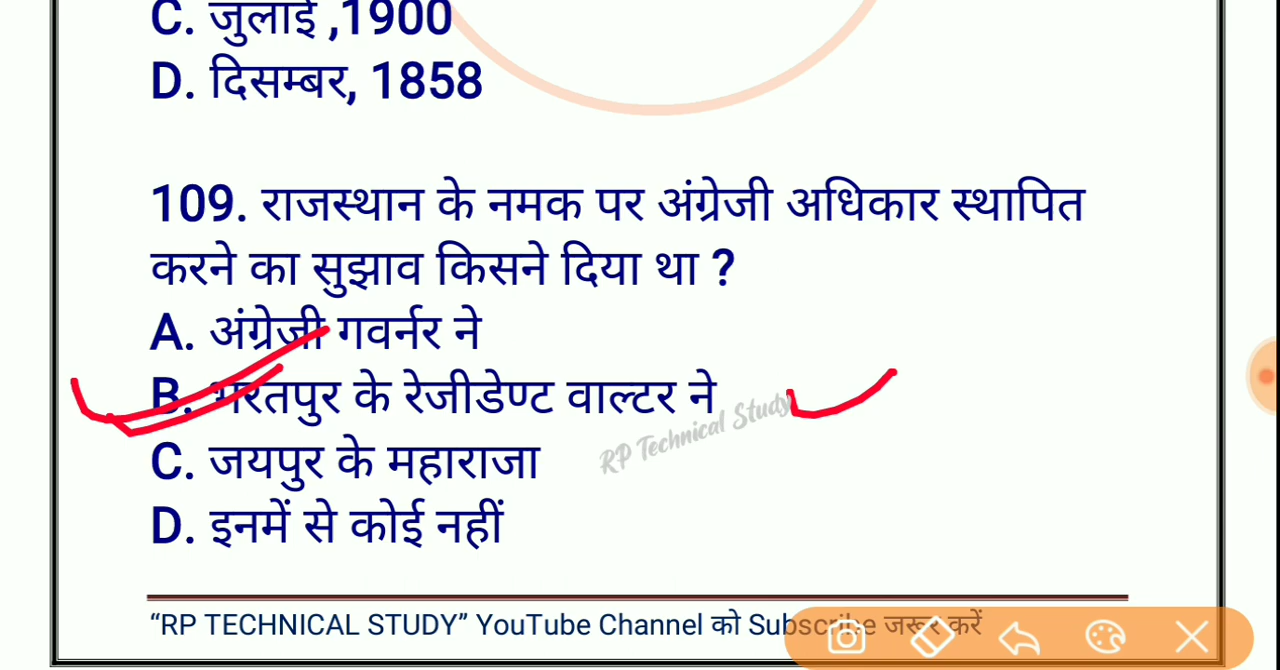 C. जुलाई ,1900
D. दिसम्बर, 1858
109. राजस्थान के नमक पर अंग्रेजी अधिकार स्थापित
करने का सुझाव किसने दिया था ?
A. अंग्रेजी गवर्नर ने
B. भरतपुर के रेजीडेण्ट वाल्टर ने
C. जयपुर के महाराजा
D. इनमें से कोई नहीं
RP Technical Study
“RP TECHNICAL STUDY” YouTube Channel को Subscribe जरूर करें